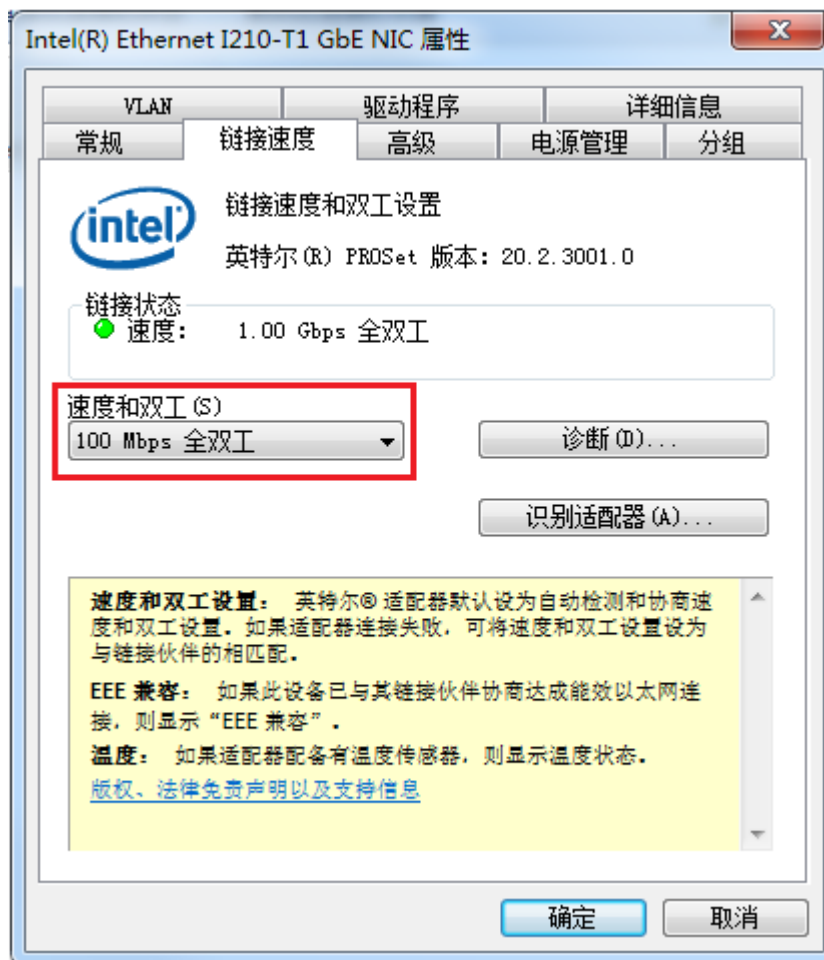 Intel(R) Ethernet I210-T1 GbE NIC 属性
VLAN 驱动程序 详细信息
常规 链接速度 高级 电源管理 分组
intel
链接速度和双工设置
英特尔(R) PROSet 版本: 20.2.3001.0
链接状态
速度: 1.00 Gbps 全双工
速度和双工(S)
100 Mbps 全双工
诊断(D)...
识别适配器(A)...
速度和双工设置: 英特尔® 适配器默认设为自动检测和协商速
度和双工设置. 如果适配器连接失败, 可将速度和双工设置设为
与链接伙伴的相匹配.
EEE 兼容: 如果此设备已与其链接伙伴协商达成能效以太网连
接, 则显示 “EEE 兼容” .
温度: 如果适配器配备有温度传感器, 则显示温度状态.
版权、法律免责声明以及支持信息
确定 取消